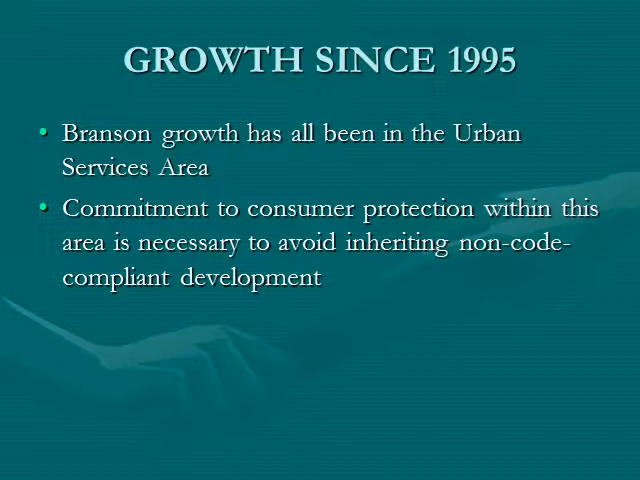 GROWTH SINCE 1995
• Branson growth has all been in the Urban
Services Area
• Commitment to consumer protection within this
area is necessary to avoid inheriting non-code-
compliant development